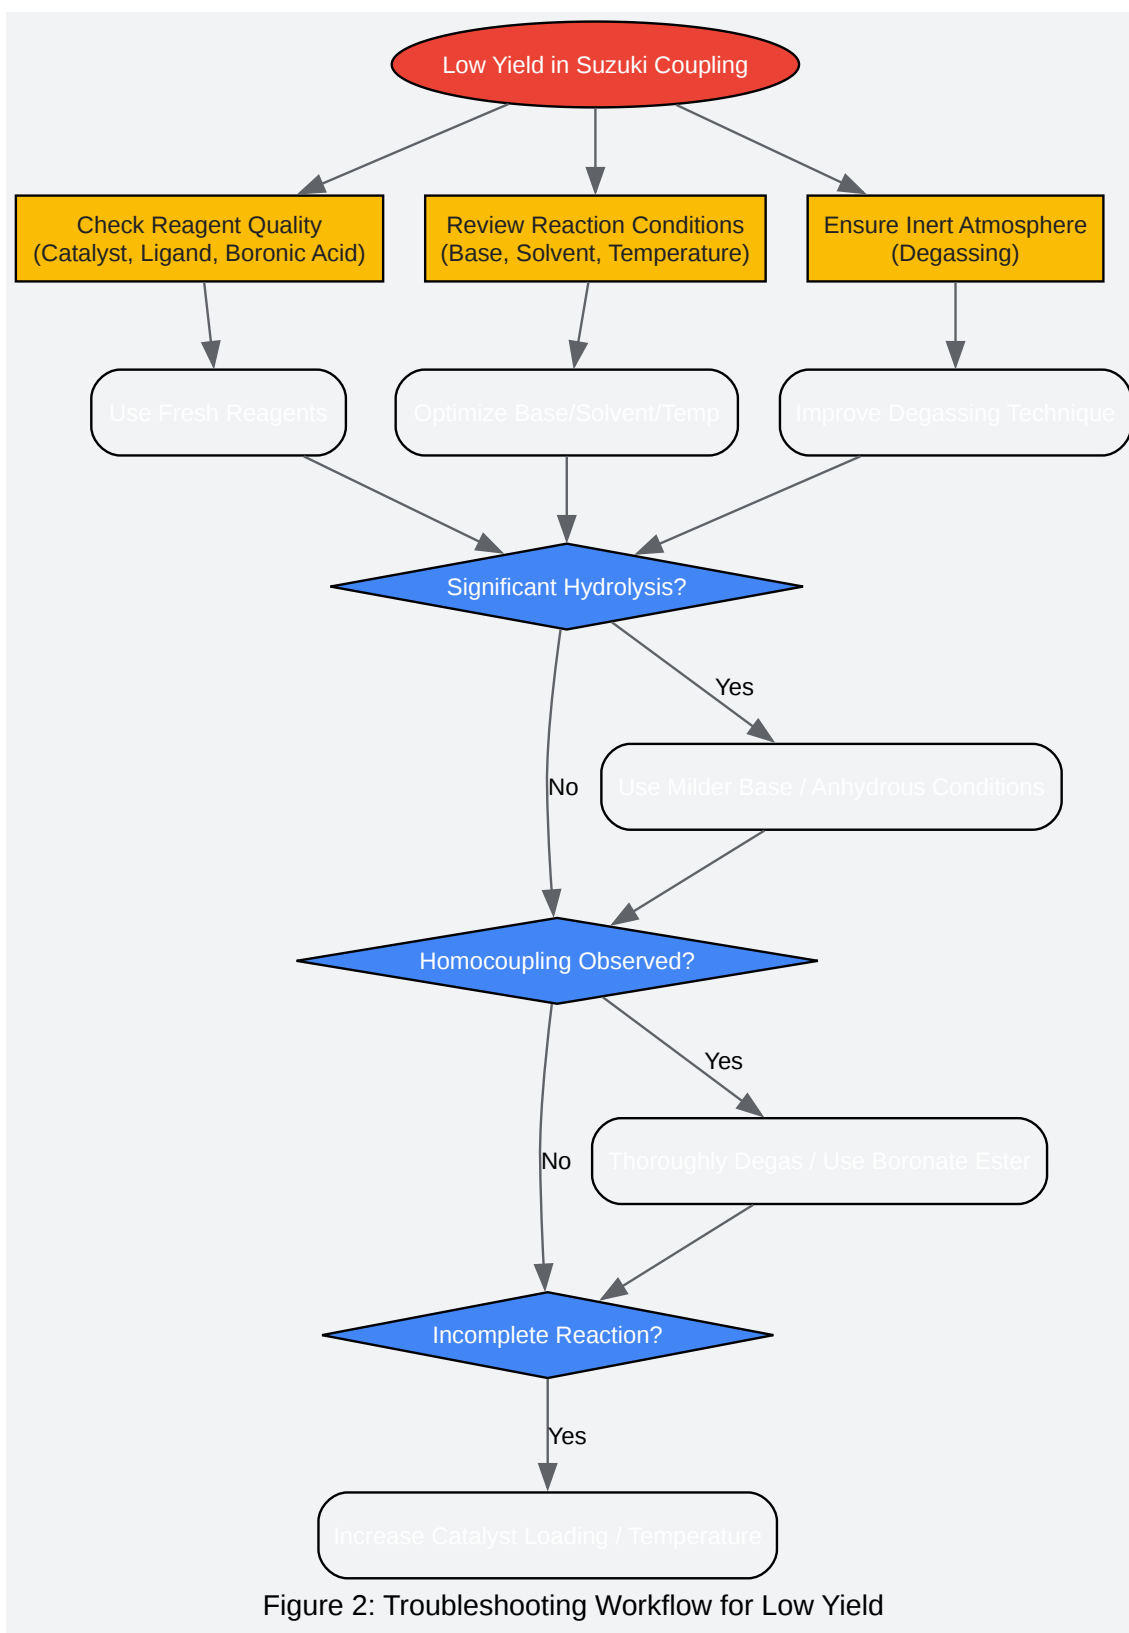 Low Yield in Suzuki Coupling
Check Reagent Quality
(Catalyst, Ligand, Boronic Acid)
Review Reaction Conditions
(Base, Solvent, Temperature)
Ensure Inert Atmosphere
(Degassing)
Use Fresh Reagents
Optimize Base/Solvent/Temp
Improve Degassing Technique
Significant Hydrolysis?
Yes
No
Use Milder Base / Anhydrous Conditions
Homocoupling Observed?
Yes
No
Thoroughly Degas / Use Boronate Ester
Incomplete Reaction?
Yes
Increase Catalyst Loading / Temperature
Figure 2: Troubleshooting Workflow for Low Yield